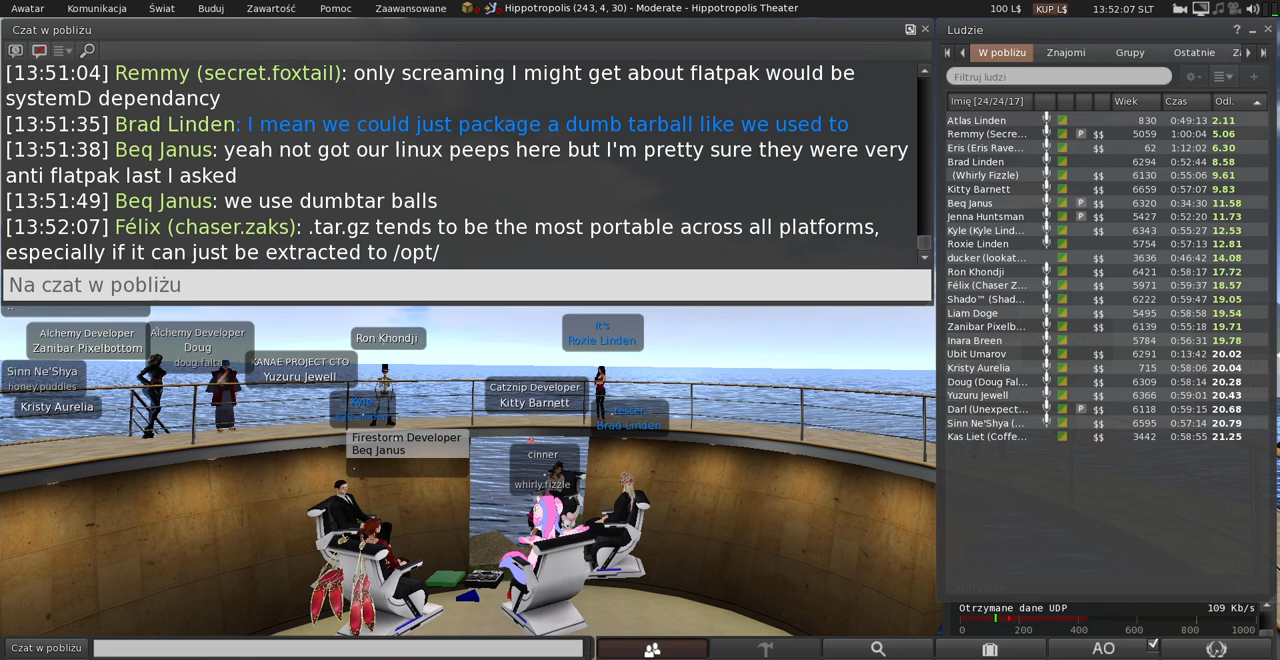 Awatar Komunikacja Świat Buduj Zawartość Pomoc Zaawansowane Hippotropolis (243, 4, 30) - Moderate - Hippotropolis Theater 100 L$ KUP L$ 13:52:07 SLT
Czat w pobliżu
[13:51:04] Remmy (secret.foxtail): only screaming I might get about flatpak would be
systemD dependancy
[13:51:35] Brad Linden: I mean we could just package a dumb tarball like we used to
[13:51:38] Beq Janus: yeah not got our linux peeps here but I'm pretty sure they were very
anti flatpak last I asked
[13:51:49] Beq Janus: we use dumbtar balls
[13:52:07] Félix (chaser.zaks): .tar.gz tends to be the most portable across all platforms,
especially if it can just be extracted to /opt/
Na czat w pobliżu
Alchemy Developer
Zanibar Pixelbottom
Alchemy Developer
Doug
doug.falta
Ron Khondji
it's
Roxie Linden
Sinn Ne'Shya
honey.puddles
KANAE PROJECT CTO
Yuzuru Jewell
Kristy Aurelia
Kyle
Catznip Developer
Kitty Barnett
tester
Brad Linden
Firestorm Developer
Beq Janus
cinner
whirly.fizzle
Ludzie
W pobliżu Znajomi Grupy Ostatnie
Filtruj ludzi
Imię [24/24/17] Wiek Czas Odl.
Atlas Linden 830 0:49:13 2.11
Remmy (Secre... P $$ 5059 1:00:04 5.06
Eris (Eris Rave... $$ 62 1:12:02 6.30
Brad Linden 6294 0:52:44 8.58
(Whirly Fizzle) $$ 6130 0:55:06 9.61
Kitty Barnett $$ 6659 0:57:07 9.83
Beq Janus P $$ 6320 0:34:30 11.58
Jenna Huntsman P $$ 5427 0:52:20 11.73
Kyle (Kyle Lind... $$ 6343 0:55:27 12.53
Roxie Linden 5754 0:57:13 12.81
ducker (lookat... $$ 3636 0:46:42 14.08
Ron Khondji $$ 6421 0:58:17 17.72
Félix (Chaser Z... $$ 5971 0:59:37 18.57
Shado™ (Shad... $$ 6222 0:59:47 19.05
Liam Doge $$ 5495 0:58:58 19.54
Zanibar Pixelb... $$ 6139 0:55:18 19.71
Inara Breen $$ 5784 0:56:31 19.78
Ubit Umarov $$ 6291 0:13:42 20.02
Kristy Aurelia $$ 715 0:58:06 20.04
Doug (Doug Fal... $$ 6309 0:58:14 20.28
Yuzuru Jewell $$ 6366 0:59:01 20.43
Darl (Unexpect... P $$ 6118 0:59:15 20.68
Sinn Ne'Shya (... $$ 6595 0:57:14 20.79
Kas Liet (Coffe... $$ 3442 0:58:55 21.25
Otrzymane dane UDP 109 Kb/s
0 200 400 600 800 1000
Czat w pobliżu
AO